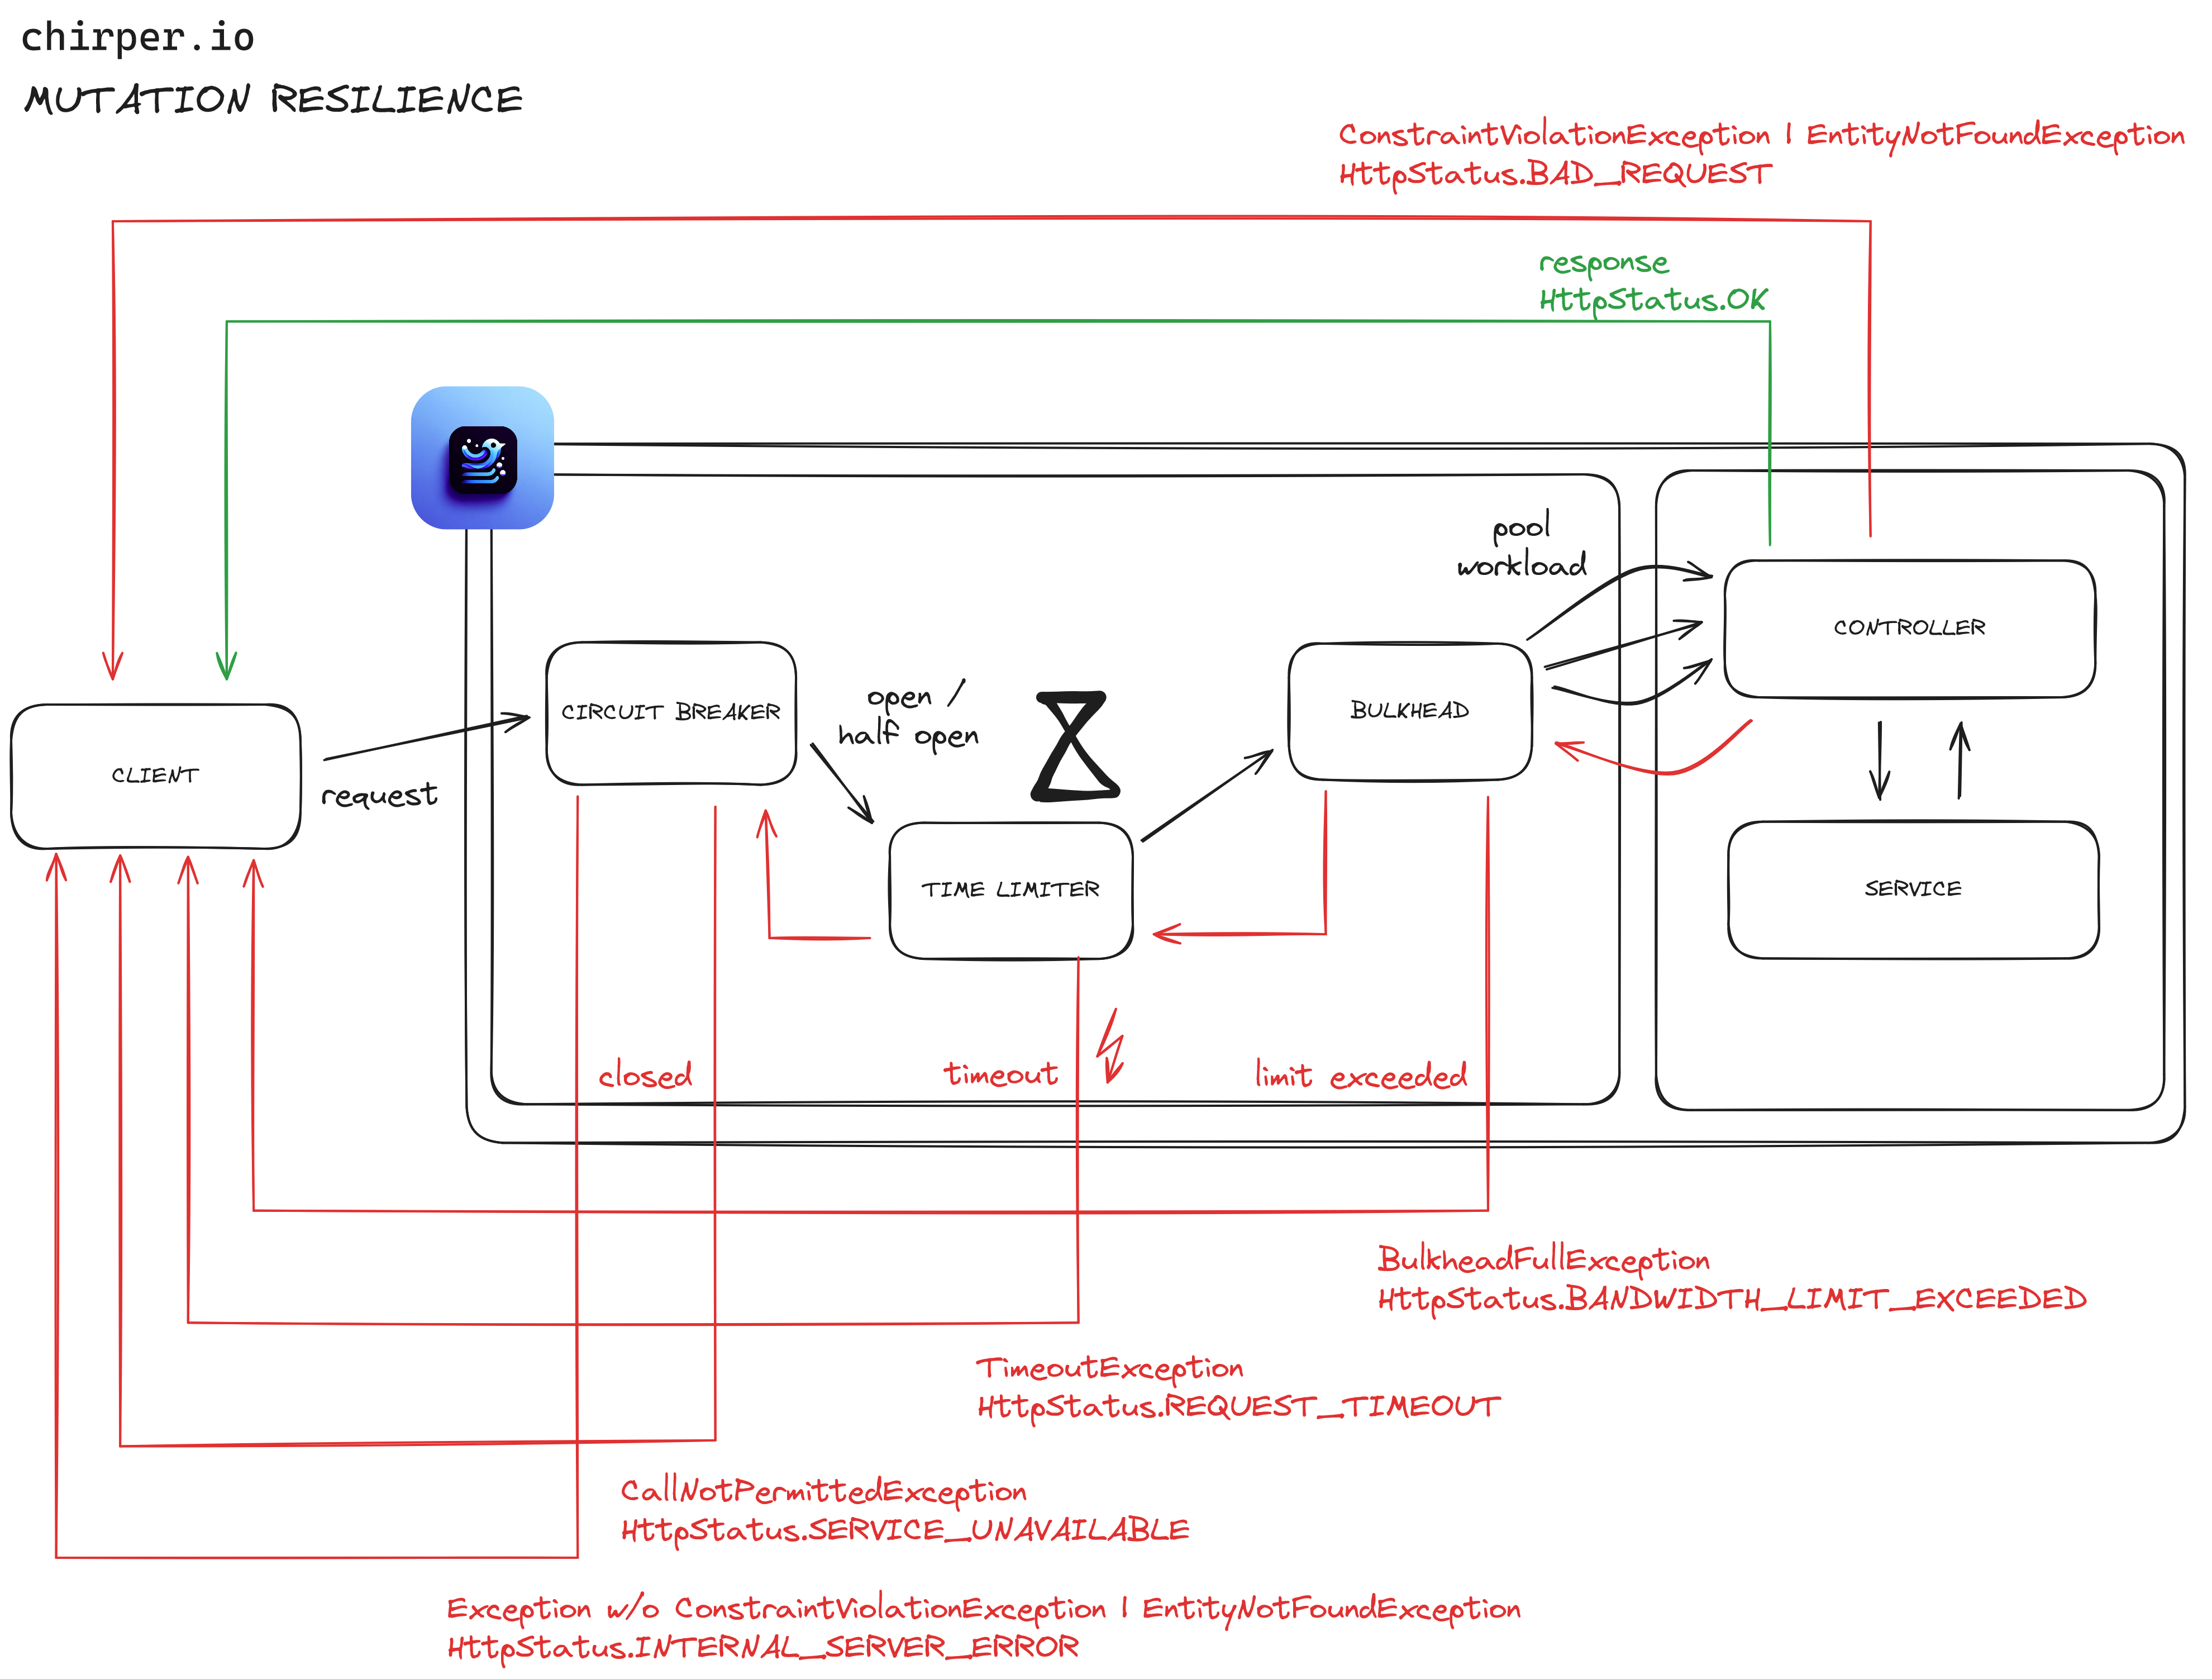 chirper.io
MUTATION RESILIENCE
ConstraintViolationException | EntityNotFoundException
HttpStatus.BAD_REQUEST
response
HttpStatus.OK
pool
workload
CONTROLLER
CIRCUIT BREAKER
open /
half open
BULKHEAD
CLIENT
request
TIME LIMITER
SERVICE
closed
timeout
limit exceeded
BulkheadFullException
HttpStatus.BANDWIDTH_LIMIT_EXCEEDED
TimeoutException
HttpStatus.REQUEST_TIMEOUT
CallNotPermittedException
HttpStatus.SERVICE_UNAVAILABLE
Exception w/o ConstraintViolationException | EntityNotFoundException
HttpStatus.INTERNAL_SERVER_ERROR